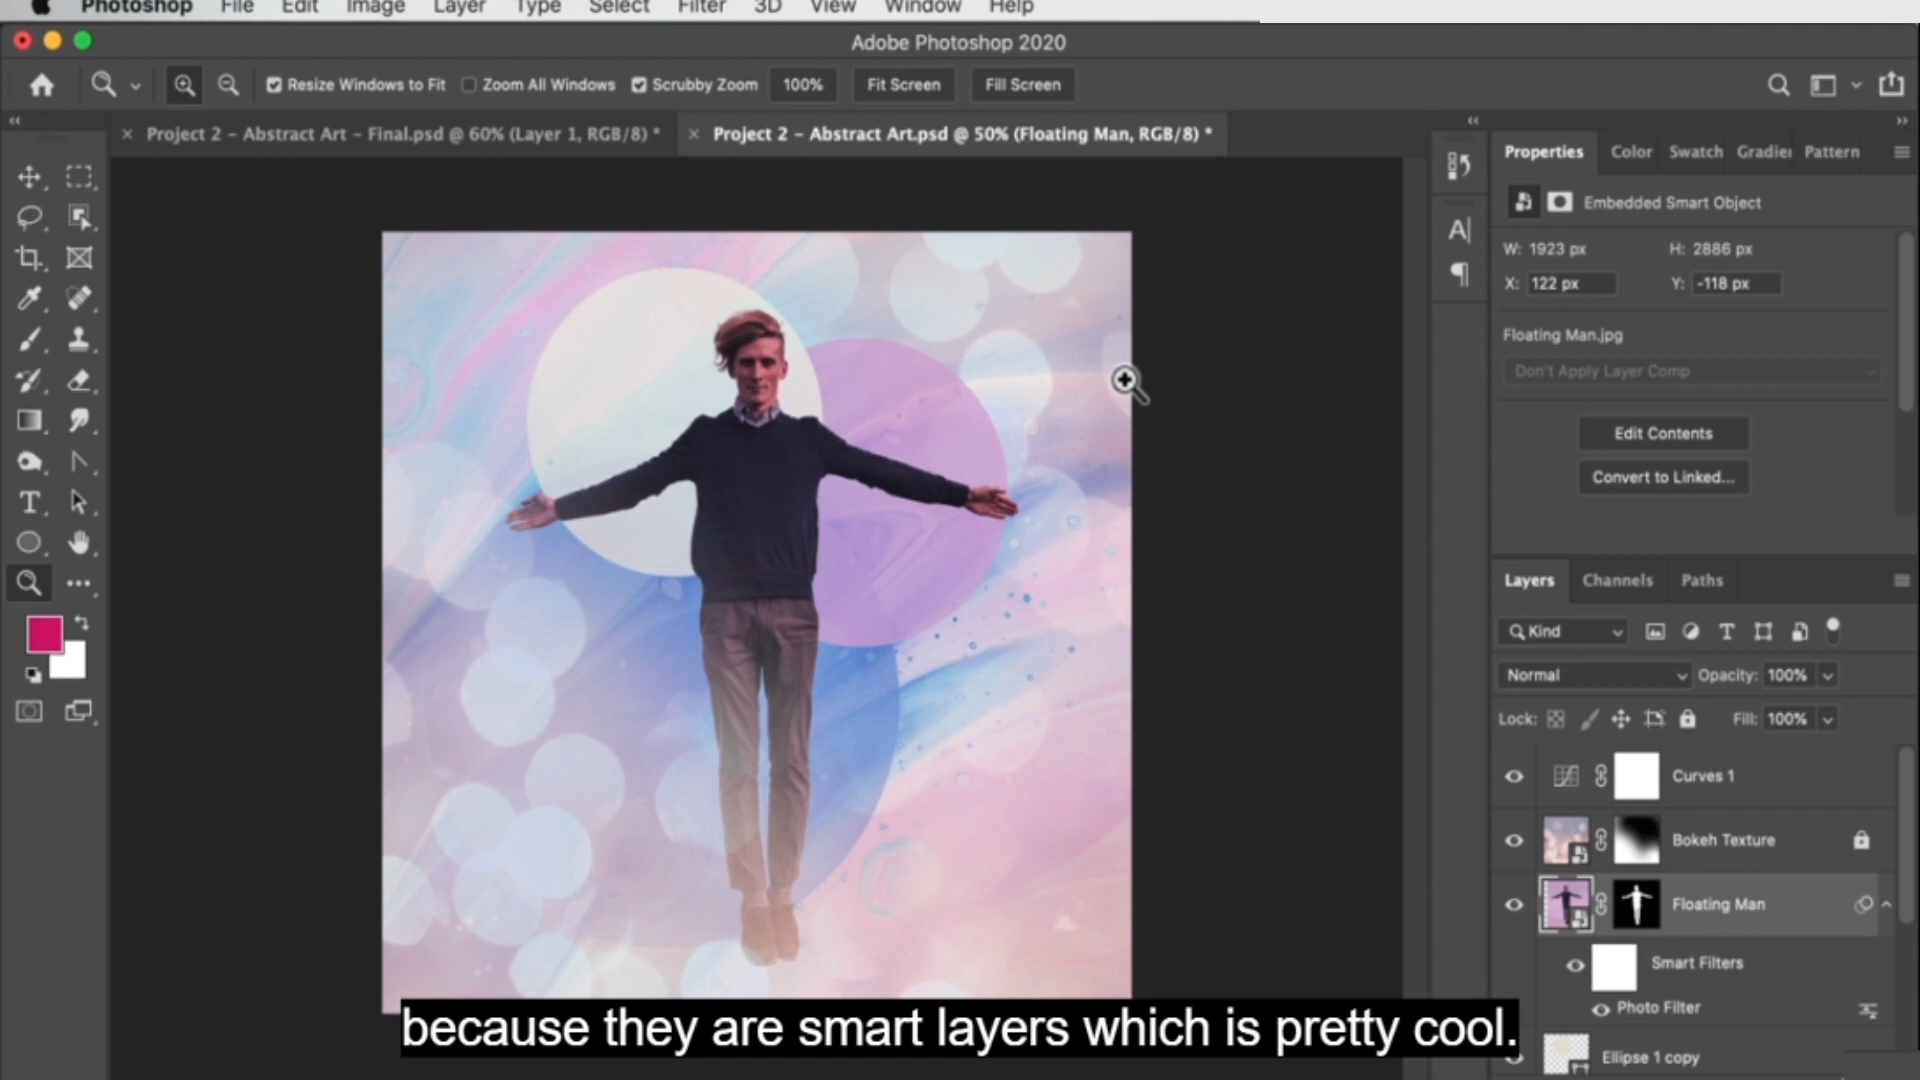 Photoshop File Edit Image Layer Type Select Filter 3D View Window Help
Adobe Photoshop 2020
Resize Windows to Fit Zoom All Windows Scrubby Zoom 100% Fit Screen Fill Screen
Project 2 - Abstract Art - Final.psd @ 60% (Layer 1, RGB/8) *
Project 2 - Abstract Art.psd @ 50% (Floating Man, RGB/8) *
Properties Color Swatch Gradier Pattern
Embedded Smart Object
W: 1923 px H: 2886 px
X: 122 px Y: -118 px
Floating Man.jpg
Don't Apply Layer Comp
Edit Contents
Convert to Linked...
Layers Channels Paths
Kind
Normal Opacity: 100%
Lock: Fill: 100%
Curves 1
Bokeh Texture
Floating Man
Smart Filters
Photo Filter
Ellipse 1 copy
because they are smart layers which is pretty cool.